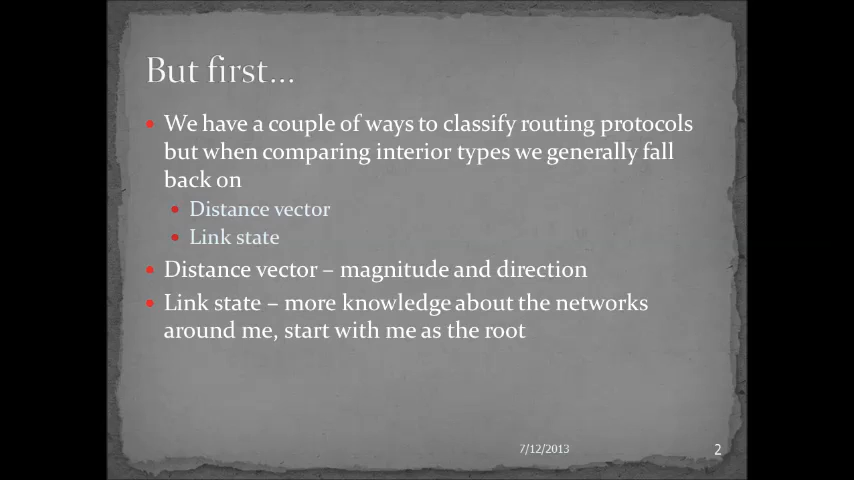 But first...
We have a couple of ways to classify routing protocols
but when comparing interior types we generally fall
back on
Distance vector
Link state
Distance vector – magnitude and direction
Link state – more knowledge about the networks
around me, start with me as the root
7/12/2013
2